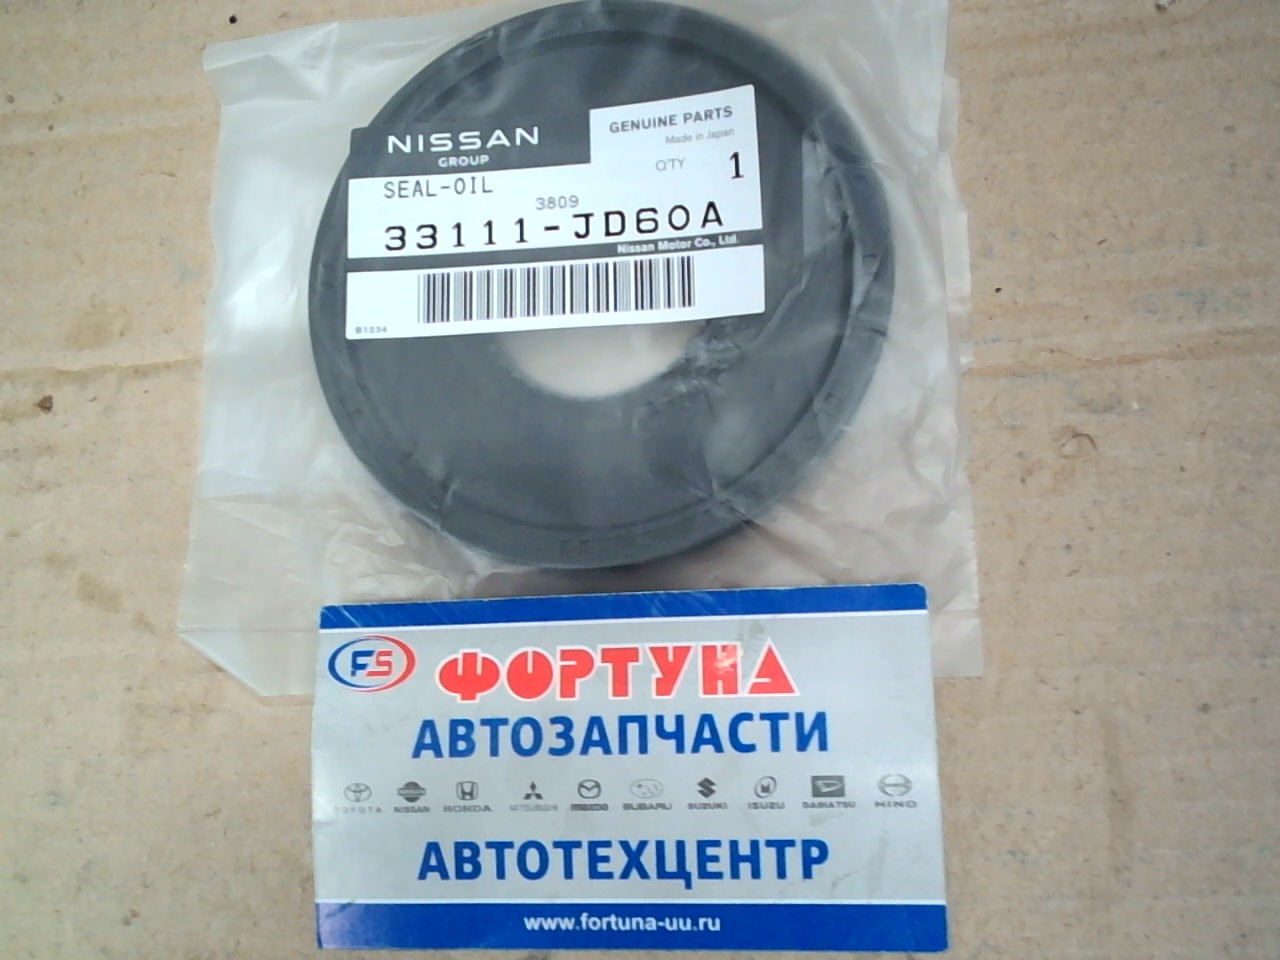 NISSAN
GROUP
GENUINE PARTS
Made in Japan
Q'TY 1
SEAL-OIL
3809
33111-JD60A
Nissan Motor Co., Ltd.
B1234
FS ФОРТУНА
АВТОЗАПЧАСТИ
TOYOTA NISSAN HONDA MITSUBISHI mazda SUBARU SUZUKI ISUZU DAIHATSU HINO
АВТОТЕХЦЕНТР
www.fortuna-uu.ru